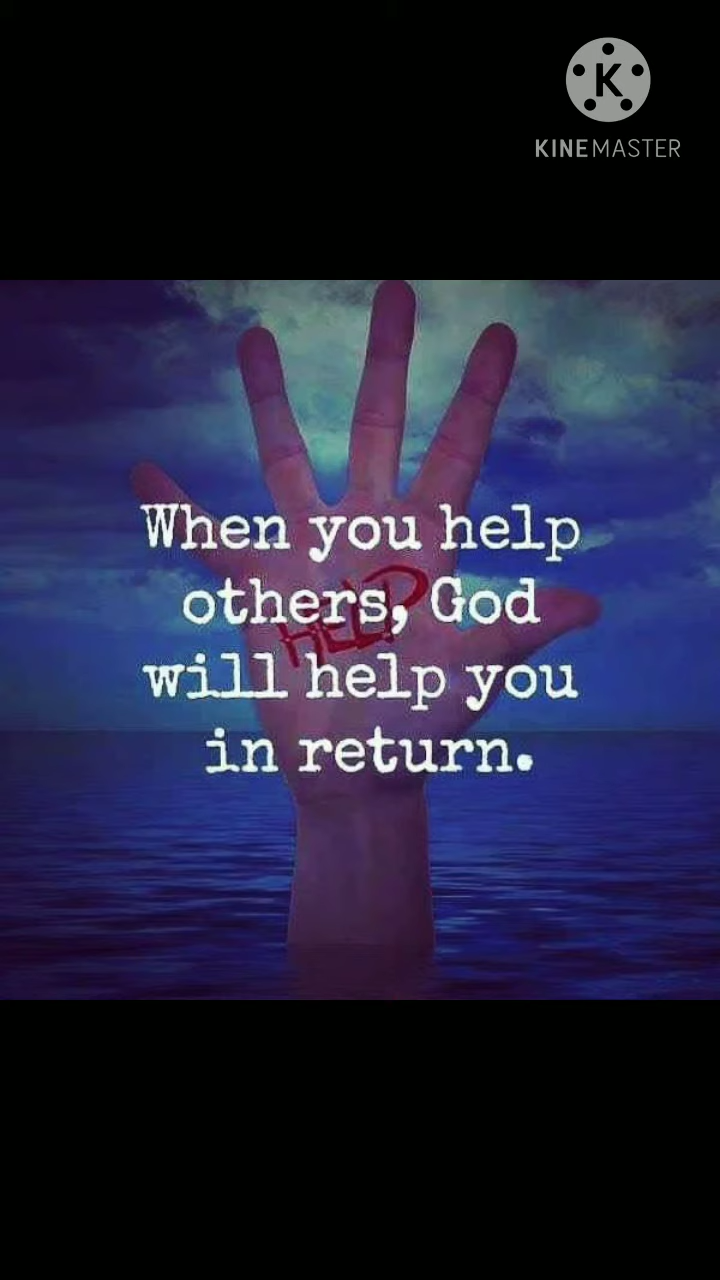 KINEMASTER
When you help
others, God
HELP
will help you
in return.